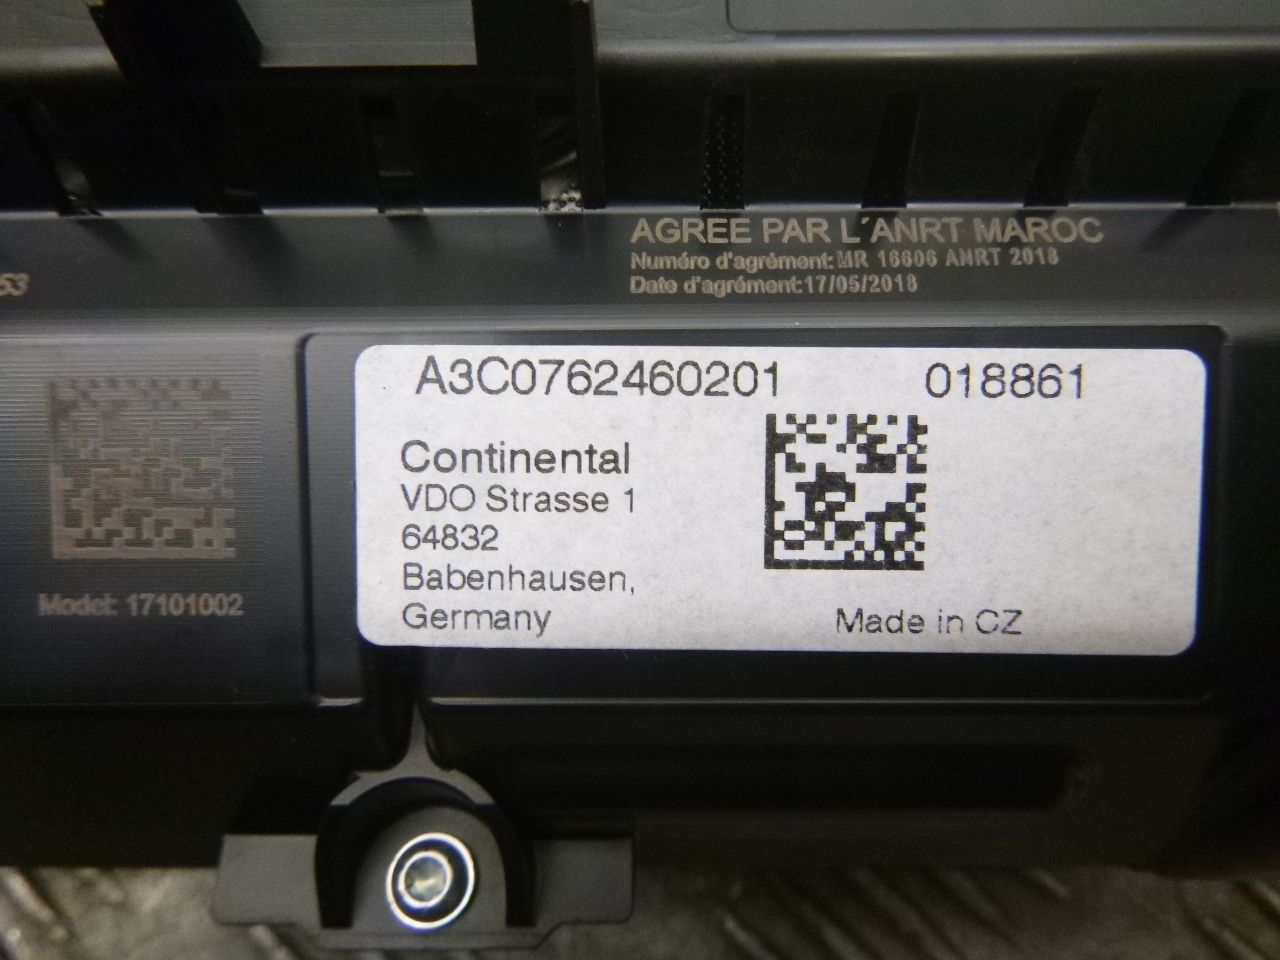 AGREE PAR L´ANRT MAROC
Numéro d'agrément: MR 16606 ANRT 2018
Date d'agrément:17/05/2018
53
A3C0762460201 018861
Continental
VDO Strasse 1
64832
Babenhausen,
Germany
Made in CZ
Model: 17101002